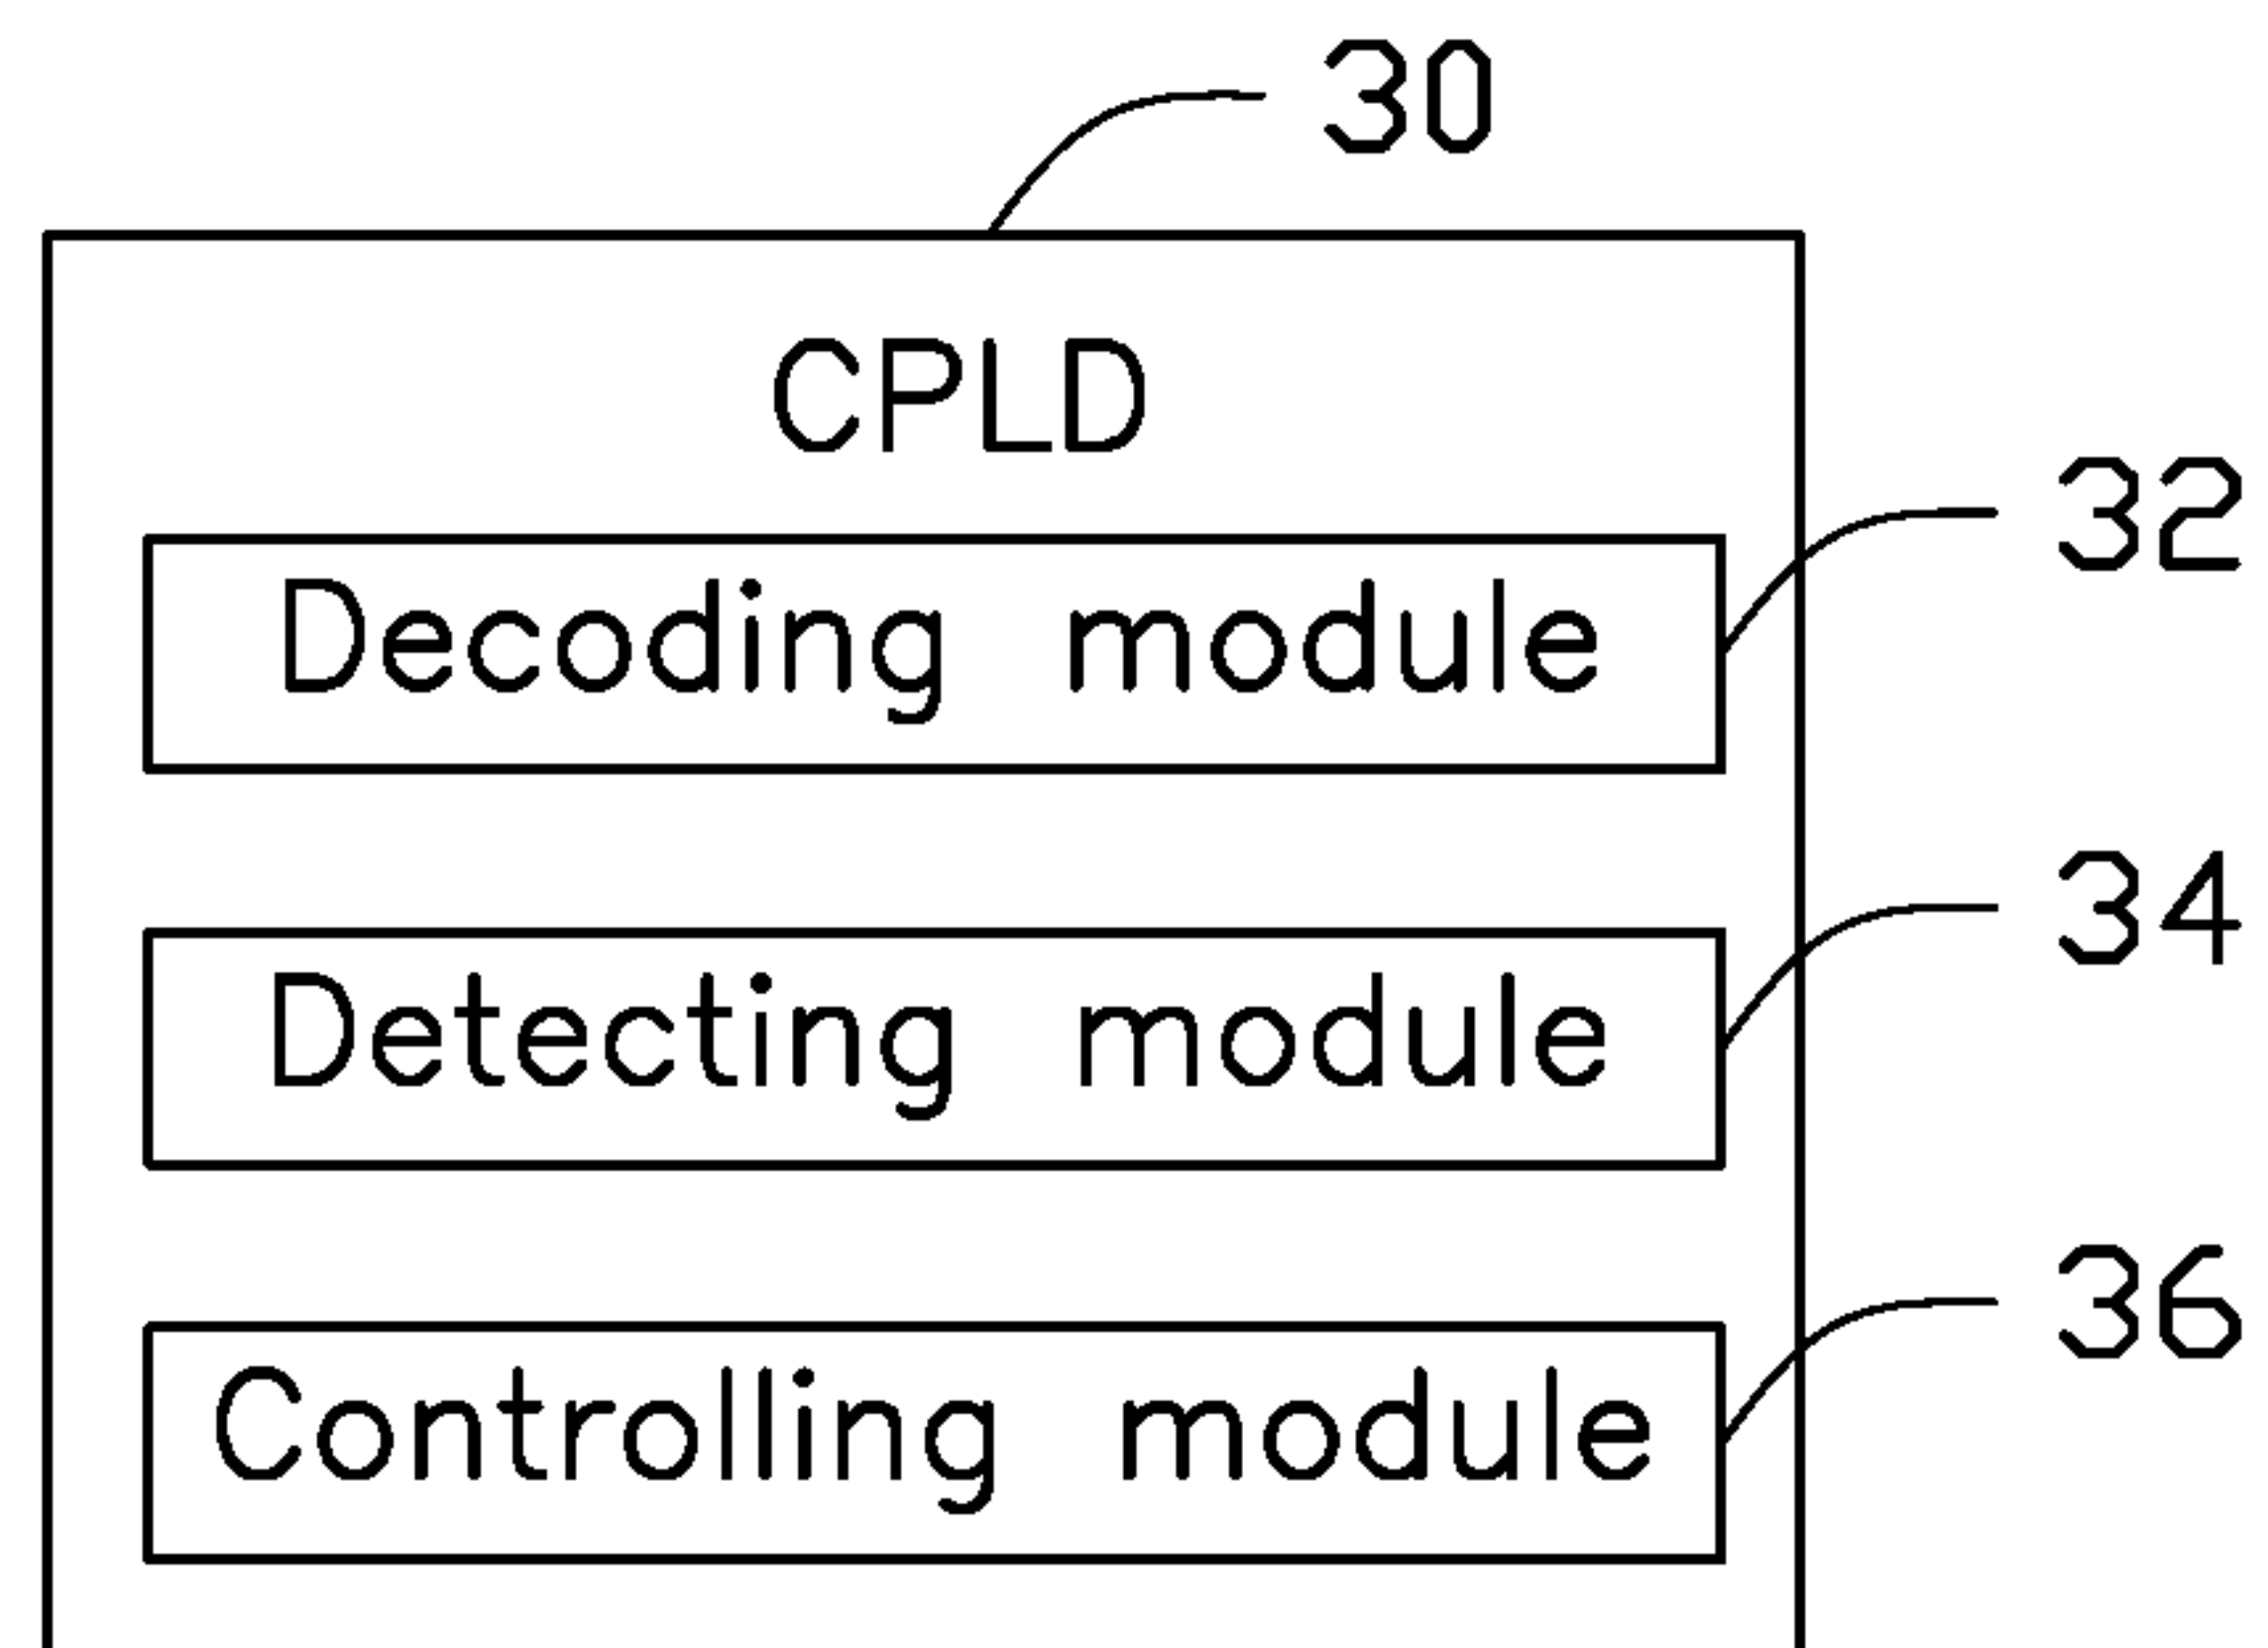 30
CPLD
32
Decoding module
34
Detecting module
36
Controlling module